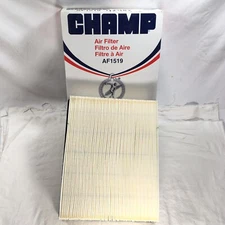 CHAMP
Air Filter
Filtro de Aire
Filtre à Air
AF1519